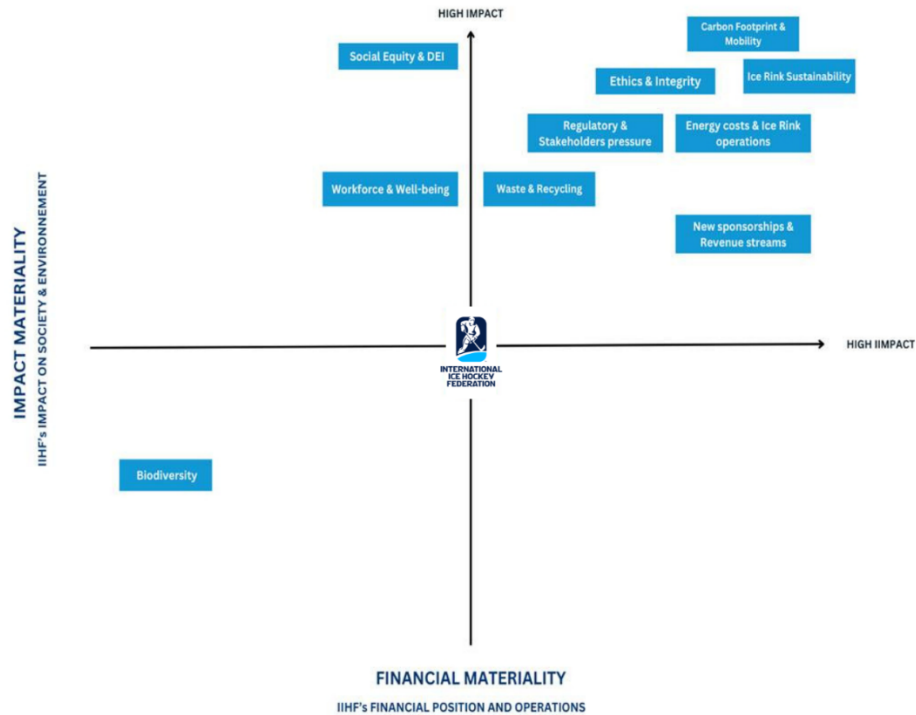 HIGH IMPACT
Carbon Footprint &
Mobility
Social Equity & DEI
Ethics & Integrity
Ice Rink Sustainability
Regulatory &
Stakeholders pressure
Energy costs & Ice Rink
operations
Workforce & Well-being
Waste & Recycling
New sponsorships &
Revenue streams
IMPACT MATERIALITY
IIHF's IMPACT ON SOCIETY & ENVIRONNEMENT
HIGH IIMPACT
INTERNATIONAL
ICE HOCKEY
FEDERATION
Biodiversity
FINANCIAL MATERIALITY
IIHF's FINANCIAL POSITION AND OPERATIONS